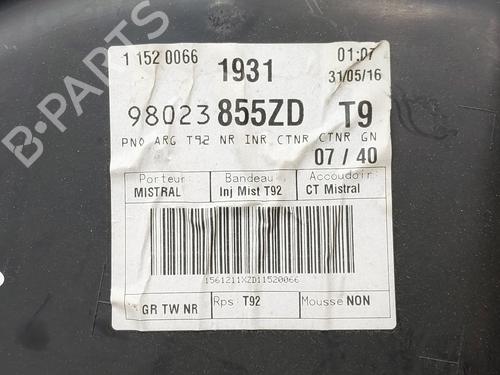 B-PARTS
1 1520066 1931 01:07
31/05/16
98023 855ZD T9
PNO ARG T92 NR INR CTNR CTNR GN
07 / 40
Porteur Bandeau Accoudoir
MISTRAL Inj Mist T92 CT Mistral
1561211XZD11520066
GR TW NR Rps T92 Mousse NON